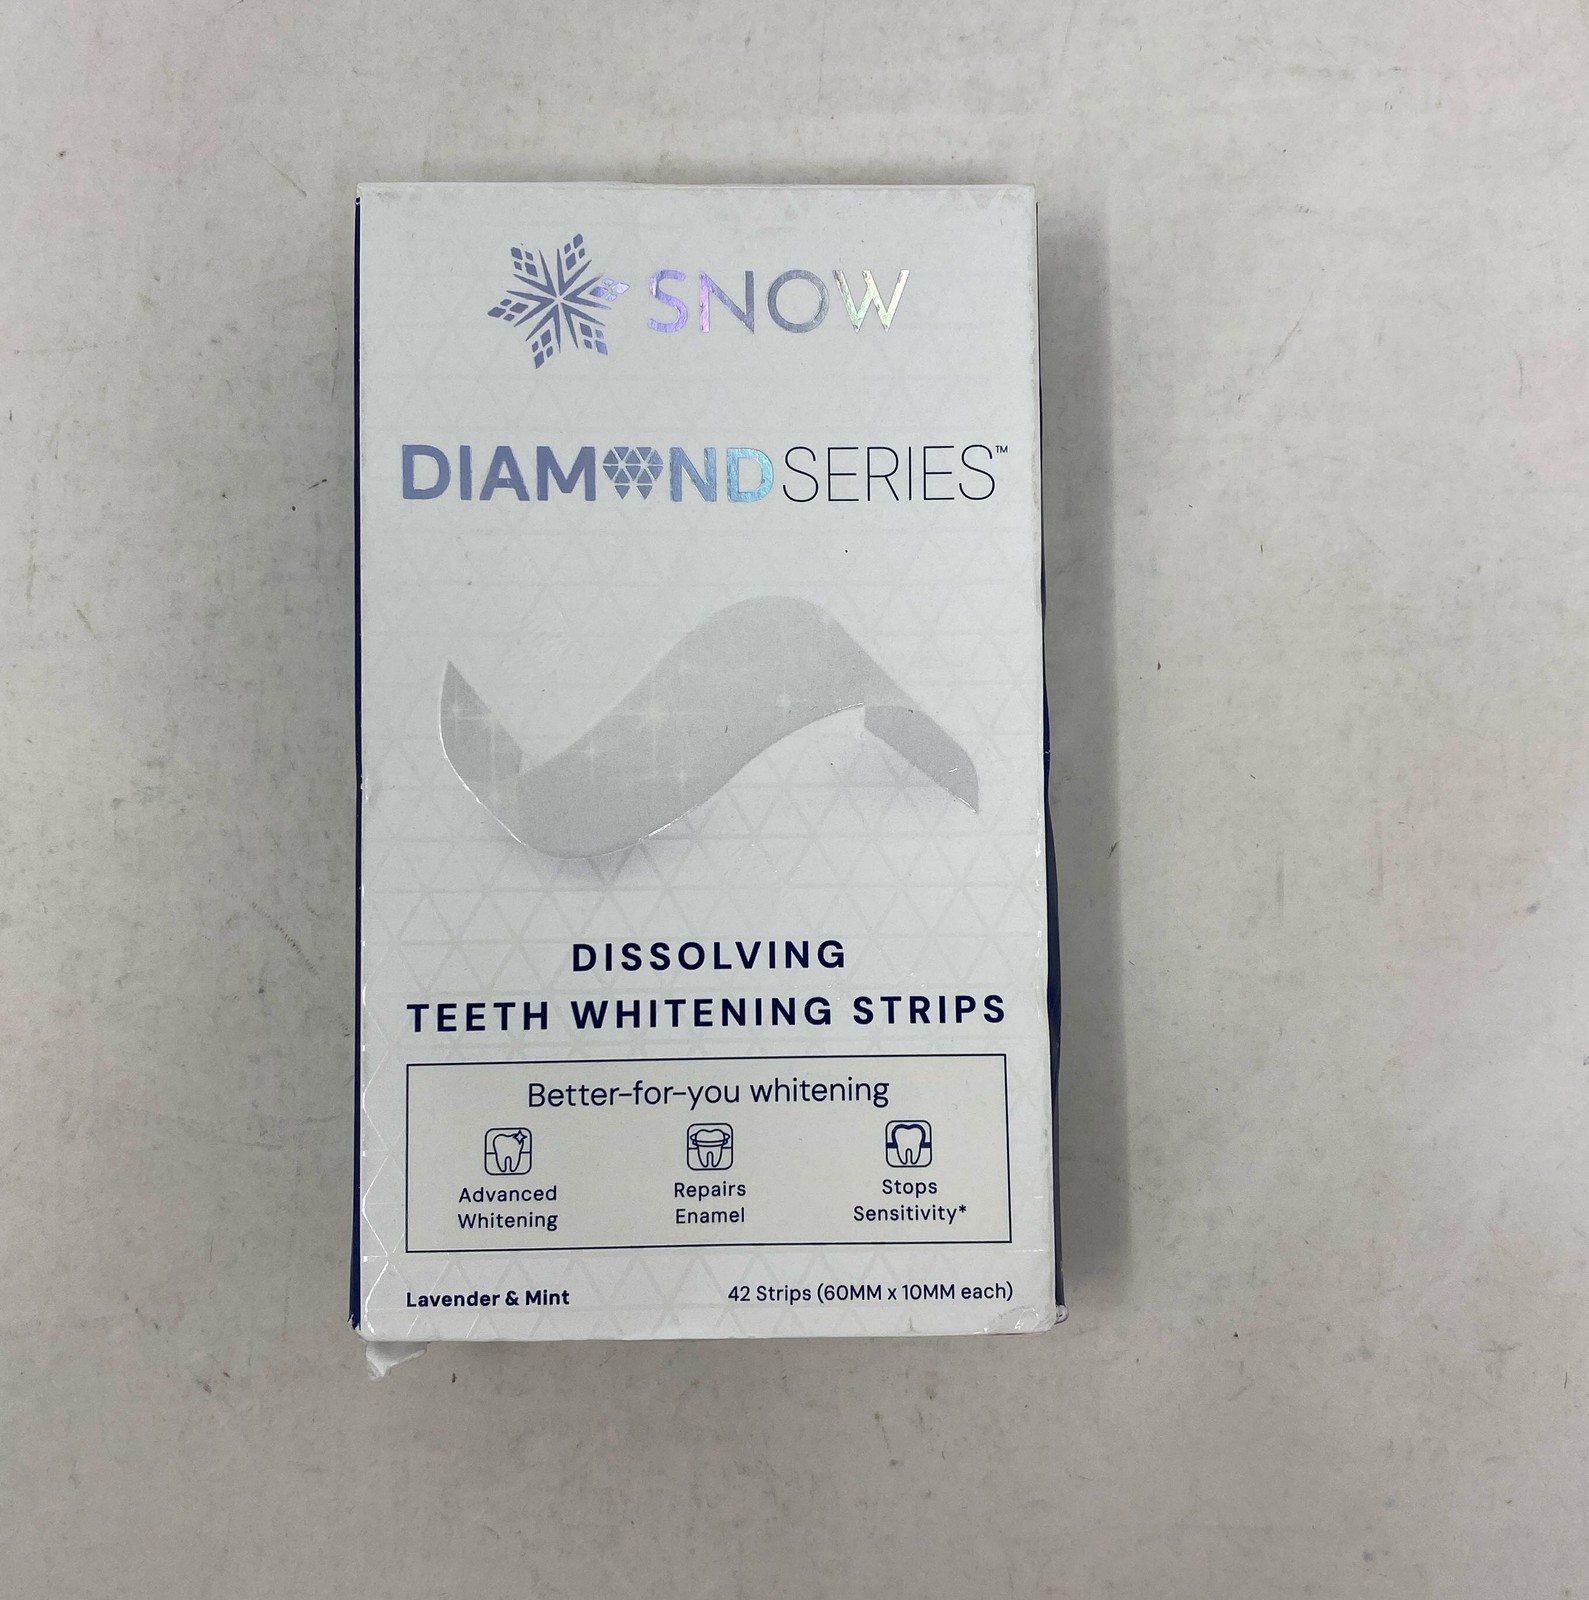 SNOW
DIAMONDSERIES™
DISSOLVING
TEETH WHITENING STRIPS
Better-for-you whitening
Advanced
Whitening
Repairs
Enamel
Stops
Sensitivity*
Lavender & Mint
42 Strips (60MM x 10MM each)